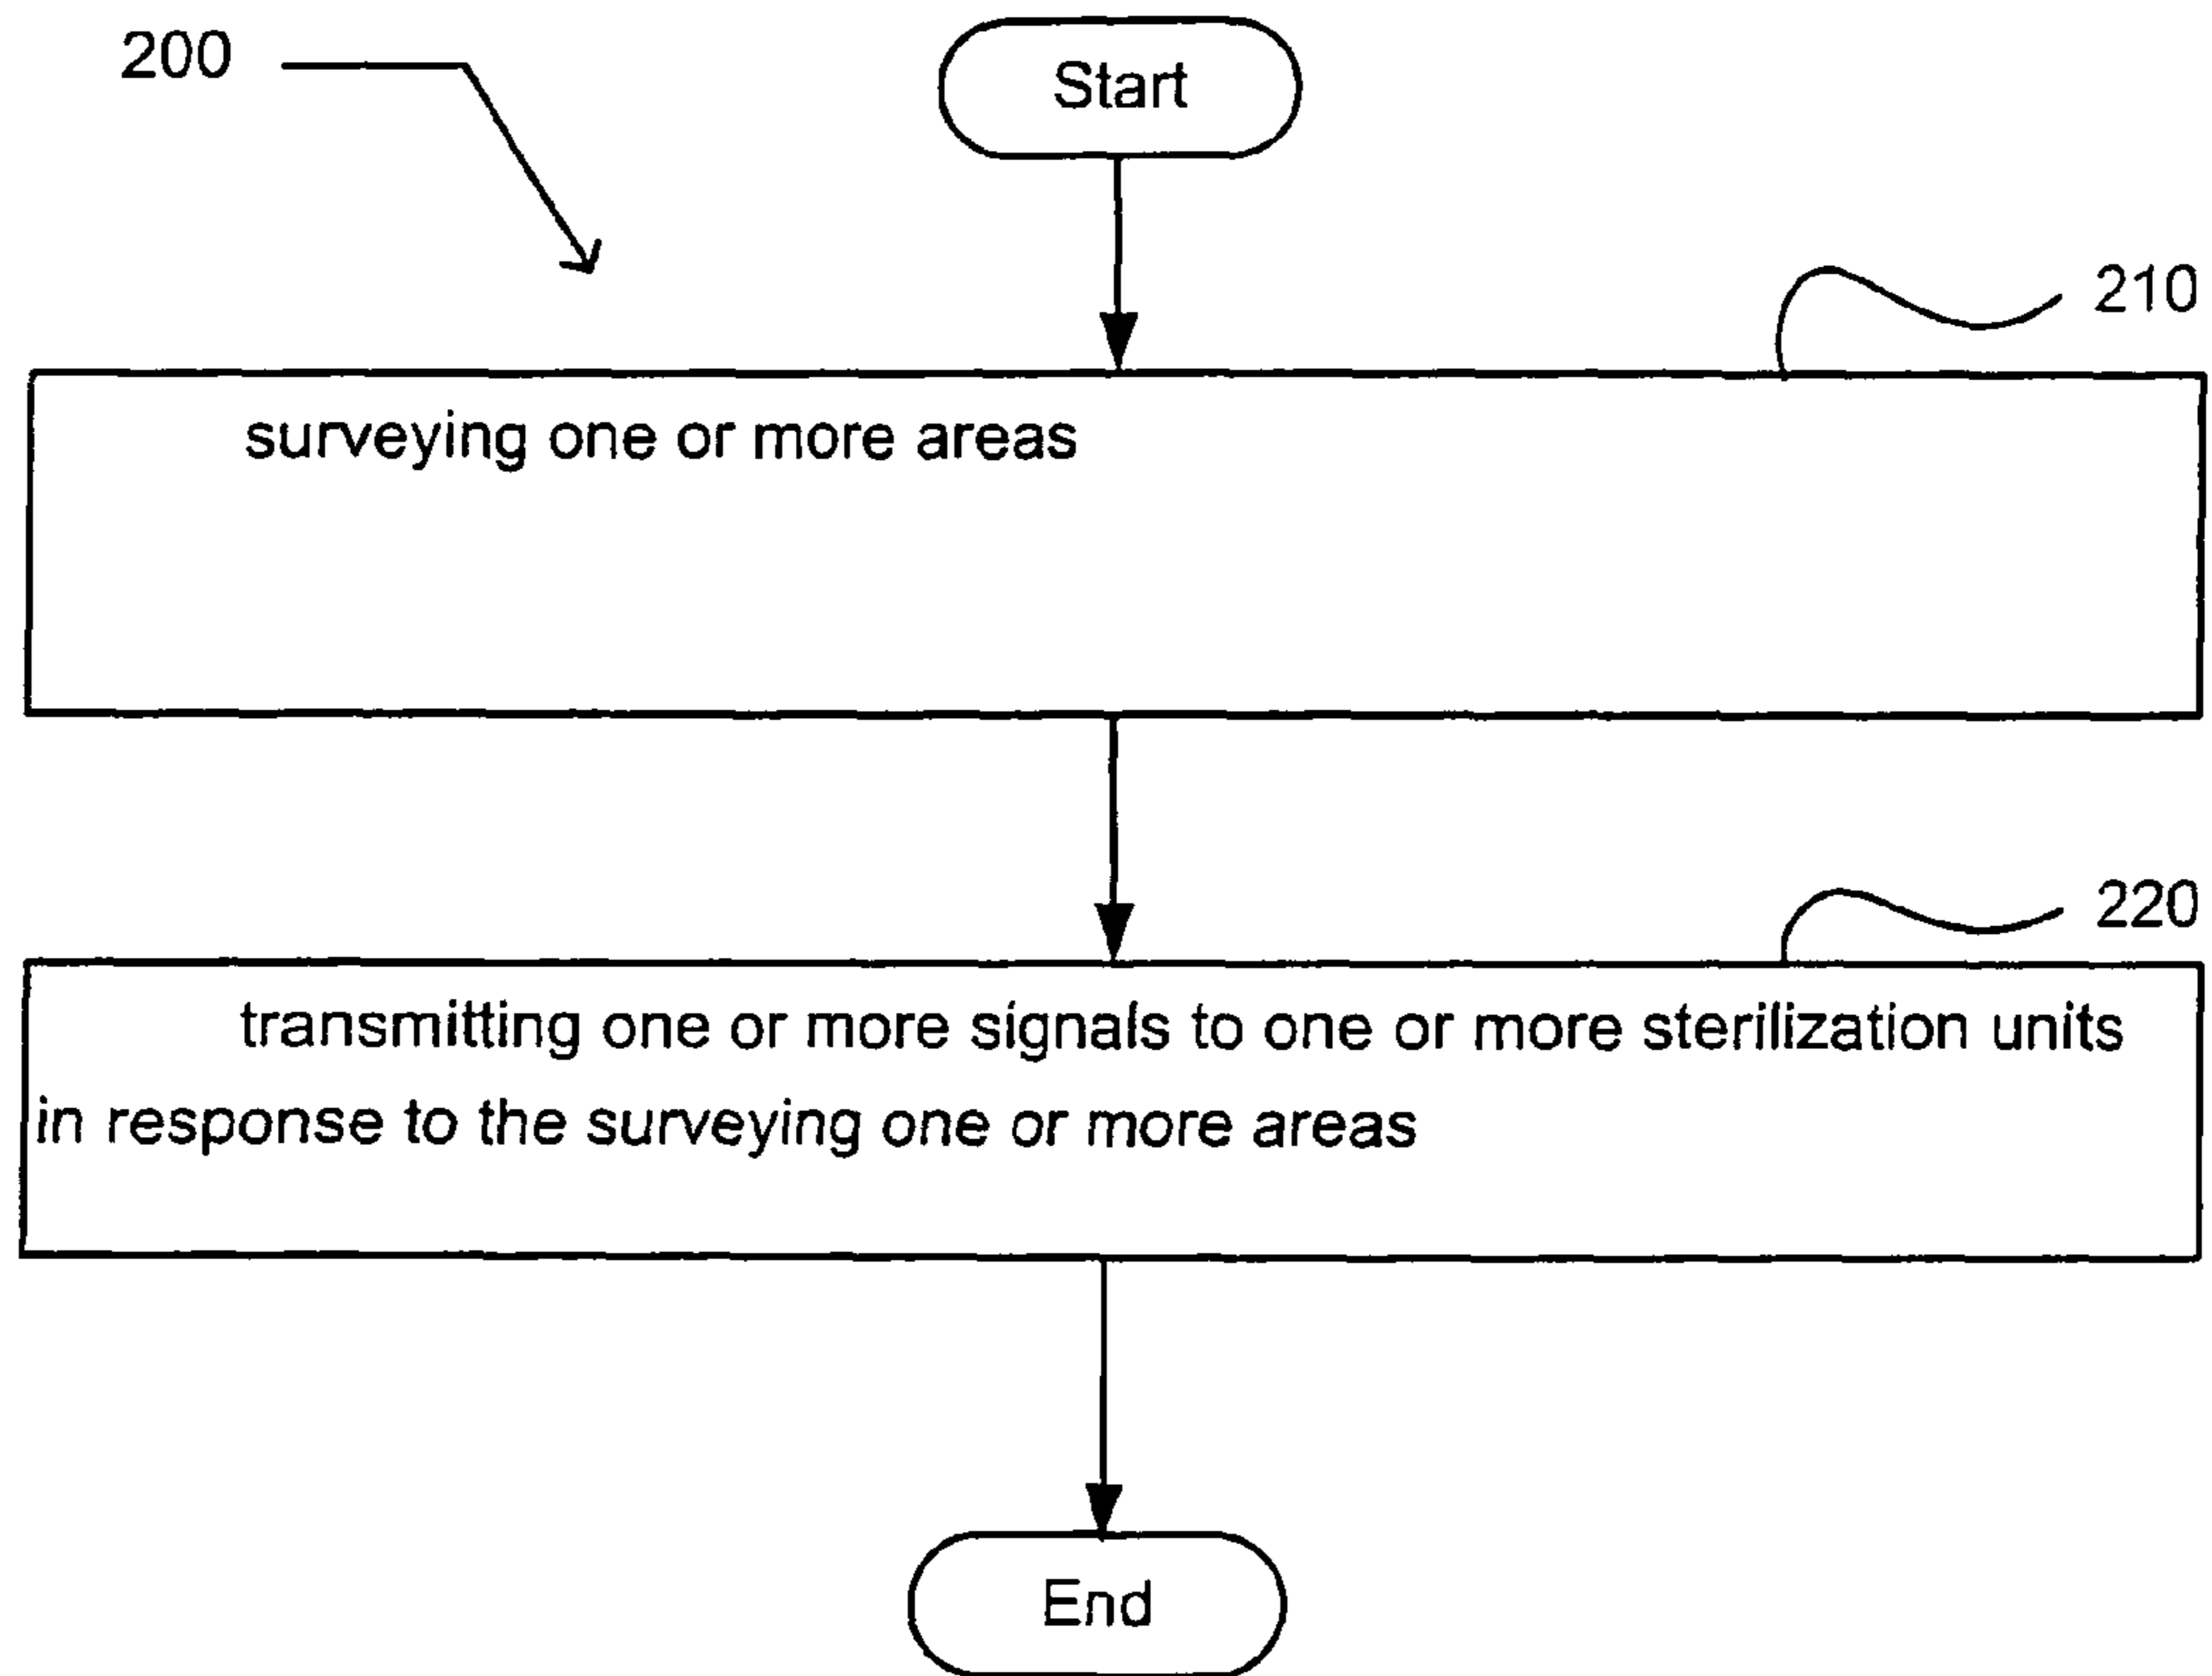 200
Start
210
surveying one or more areas
220
transmitting one or more signals to one or more sterilization units
in response to the surveying one or more areas
End